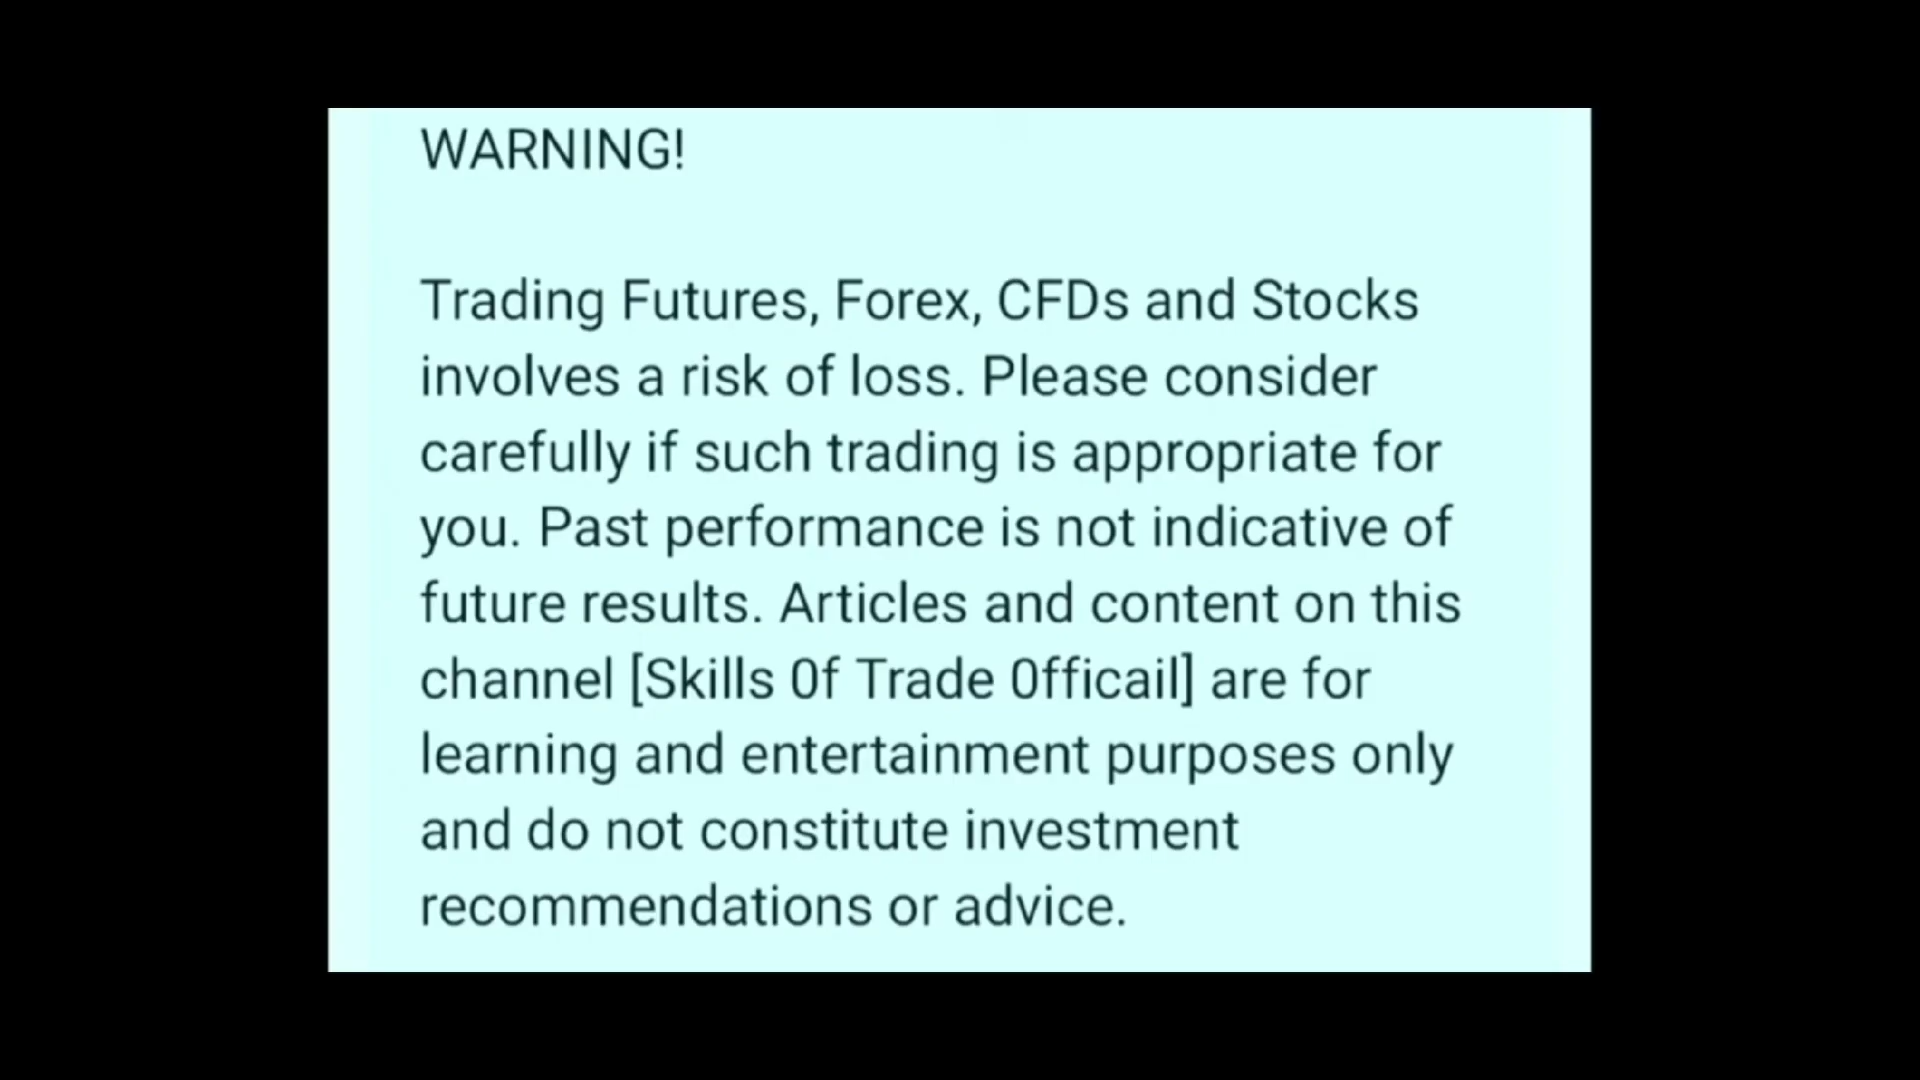 WARNING!
Trading Futures, Forex, CFDs and Stocks
involves a risk of loss. Please consider
carefully if such trading is appropriate for
you. Past performance is not indicative of
future results. Articles and content on this
channel [Skills 0f Trade 0fficail] are for
learning and entertainment purposes only
and do not constitute investment
recommendations or advice.